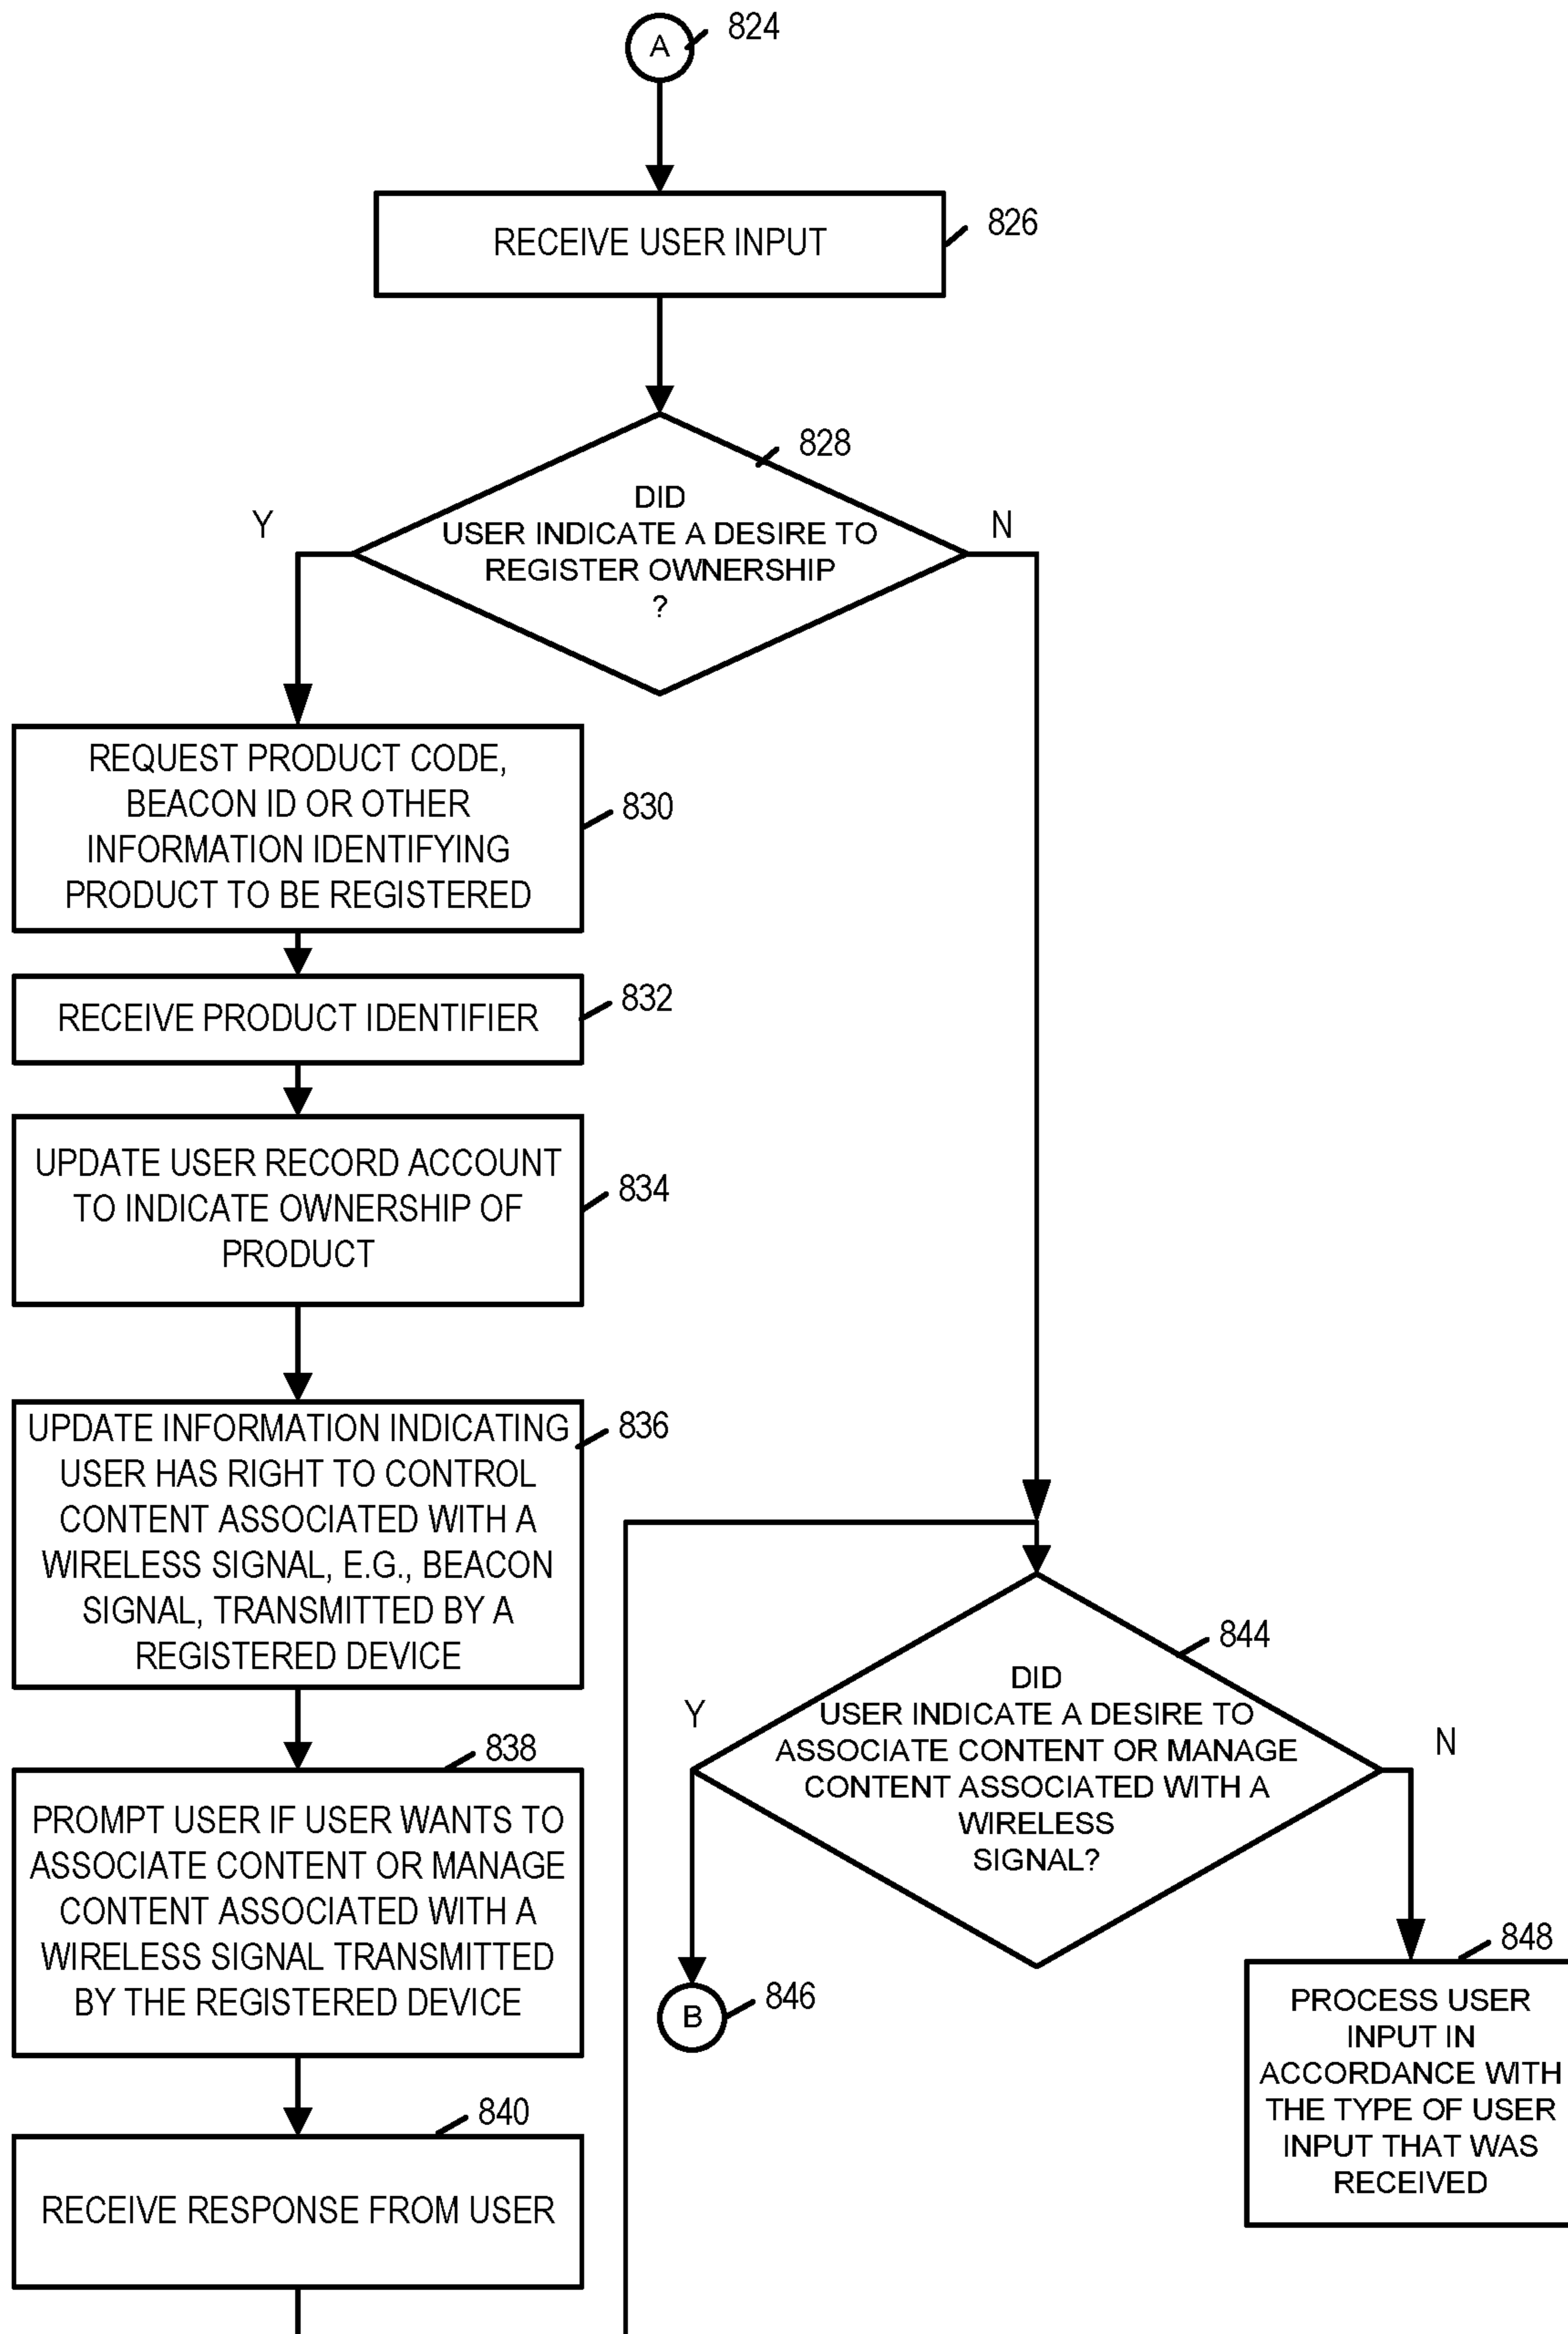 A
824
RECEIVE USER INPUT
826
828
DID
USER INDICATE A DESIRE TO
REGISTER OWNERSHIP
?
Y
N
REQUEST PRODUCT CODE,
BEACON ID OR OTHER
INFORMATION IDENTIFYING
PRODUCT TO BE REGISTERED
830
RECEIVE PRODUCT IDENTIFIER
832
UPDATE USER RECORD ACCOUNT
TO INDICATE OWNERSHIP OF
PRODUCT
834
UPDATE INFORMATION INDICATING
USER HAS RIGHT TO CONTROL
CONTENT ASSOCIATED WITH A
WIRELESS SIGNAL, E.G., BEACON
SIGNAL, TRANSMITTED BY A
REGISTERED DEVICE
836
838
PROMPT USER IF USER WANTS TO
ASSOCIATE CONTENT OR MANAGE
CONTENT ASSOCIATED WITH A
WIRELESS SIGNAL TRANSMITTED
BY THE REGISTERED DEVICE
840
RECEIVE RESPONSE FROM USER
844
DID
USER INDICATE A DESIRE TO
ASSOCIATE CONTENT OR MANAGE
CONTENT ASSOCIATED WITH A
WIRELESS
SIGNAL?
Y
N
B
846
848
PROCESS USER
INPUT IN
ACCORDANCE WITH
THE TYPE OF USER
INPUT THAT WAS
RECEIVED